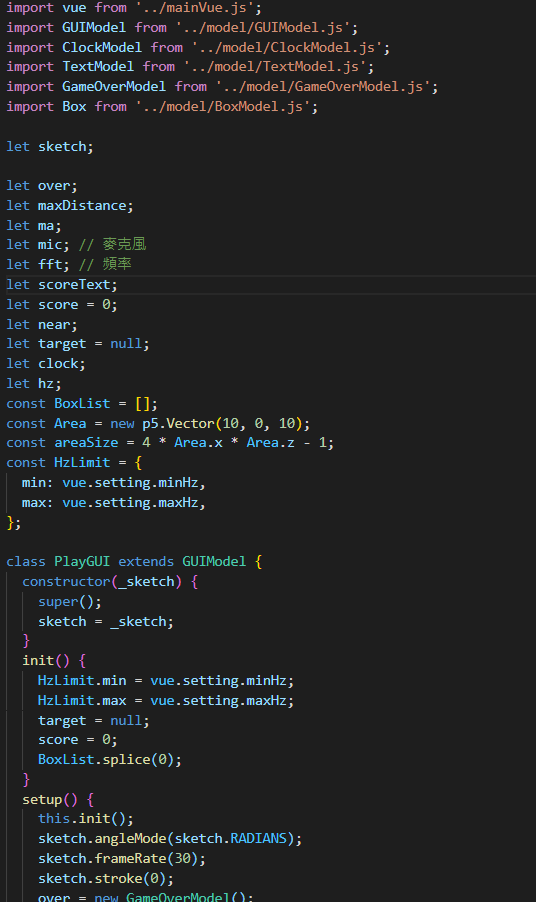 import vue from '../mainVue.js';
import GUIModel from '../model/GUIModel.js';
import ClockModel from '../model/ClockModel.js';
import TextModel from '../model/TextModel.js';
import GameOverModel from '../model/GameOverModel.js';
import Box from '../model/BoxModel.js';
let sketch;
let over;
let maxDistance;
let ma;
let mic; // 麥克風
let fft; // 頻率
let scoreText;
let score = 0;
let near;
let target = null;
let clock;
let hz;
const BoxList = [];
const Area = new p5.Vector(10, 0, 10);
const areaSize = 4 * Area.x * Area.z - 1;
const HzLimit = {
  min: vue.setting.minHz,
  max: vue.setting.maxHz,
};
class PlayGUI extends GUIModel {
  constructor(_sketch) {
    super();
    sketch = _sketch;
  }
  init() {
    HzLimit.min = vue.setting.minHz;
    HzLimit.max = vue.setting.maxHz;
    target = null;
    score = 0;
    BoxList.splice(0);
  }
  setup() {
    this.init();
    sketch.angleMode(sketch.RADIANS);
    sketch.frameRate(30);
    sketch.stroke(0);
    over = new GameOverModel();